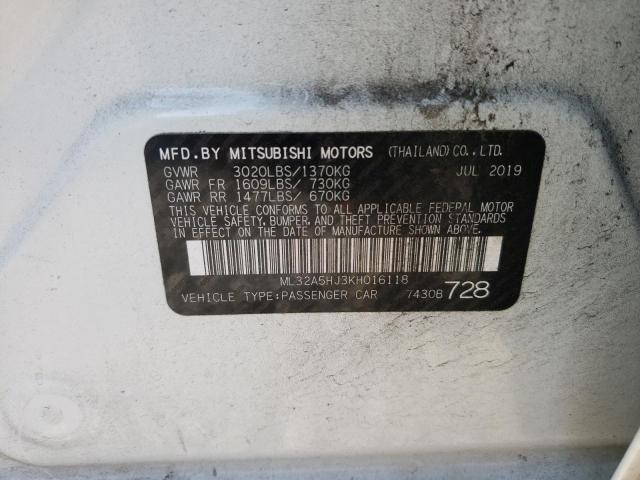 MFD.BY MITSUBISHI MOTORS (THAILAND) CO.,LTD.
GVWR 3020LBS/1370KG JUL 2019
GAWR FR 1609LBS/ 730KG
GAWR RR 1477LBS/ 670KG
THIS VEHICLE CONFORMS TO ALL APPLICABLE FEDERAL MOTOR
VEHICLE SAFETY, BUMPER, AND THEFT PREVENTION STANDARDS
IN EFFECT ON THE DATE OF MANUFACTURE SHOWN ABOVE.
ML32A5HJ3KH016118
VEHICLE TYPE:PASSENGER CAR 7430B 728